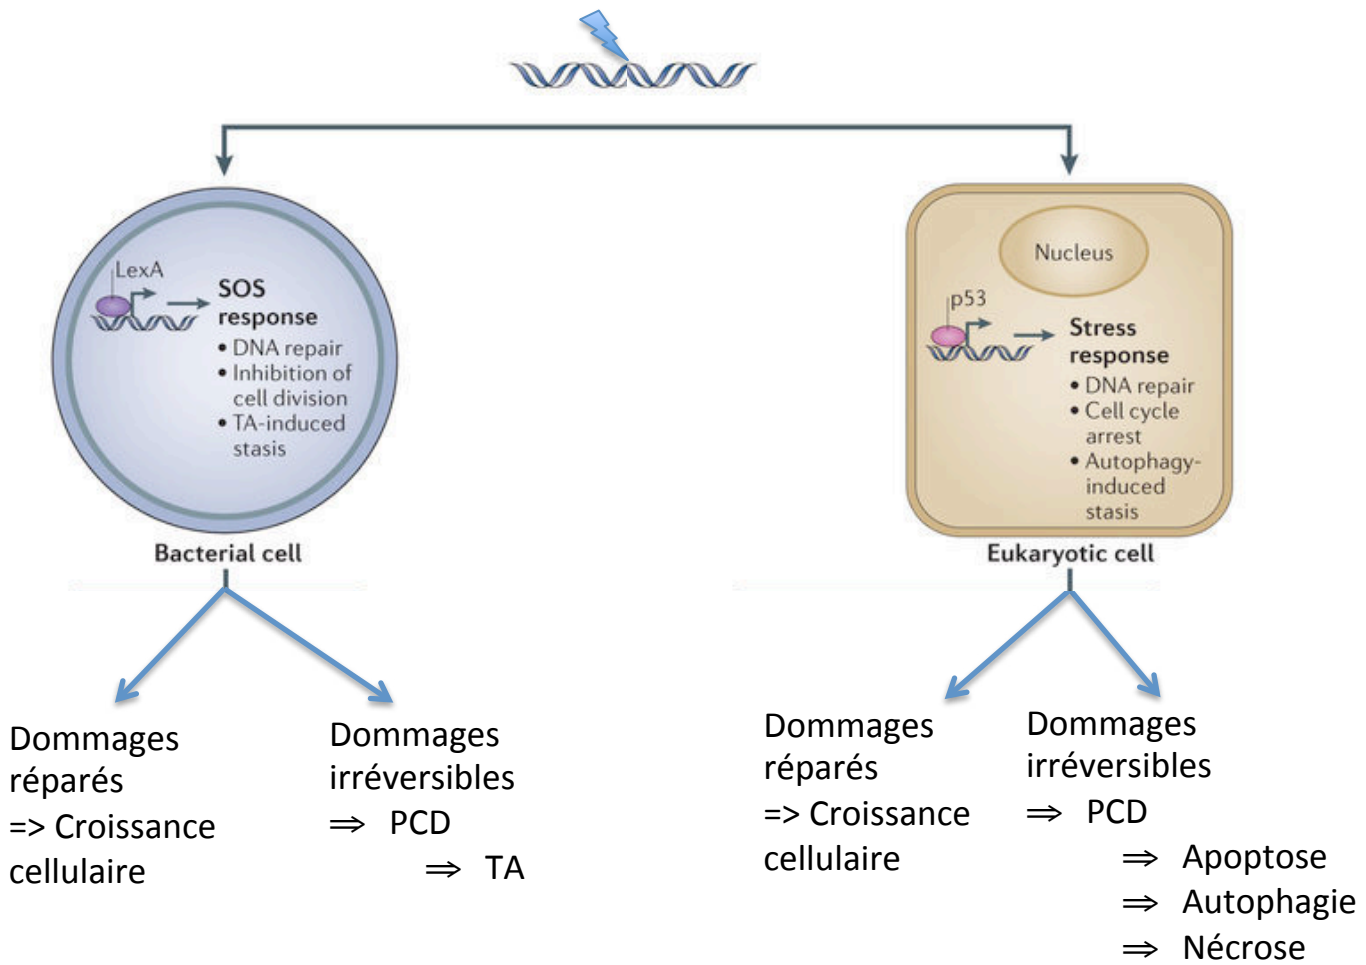 LexA
SOS
response
• DNA repair
• Inhibition of
cell division
• TA-induced
stasis
Bacterial cell
Nucleus
p53
Stress
response
• DNA repair
• Cell cycle
arrest
• Autophagy-
induced
stasis
Eukaryotic cell
Dommages
réparés
=> Croissance
cellulaire
Dommages
irréversibles
⇒ PCD
⇒ TA
Dommages
réparés
=> Croissance
cellulaire
Dommages
irréversibles
⇒ PCD
⇒ Apoptose
⇒ Autophagie
⇒ Nécrose